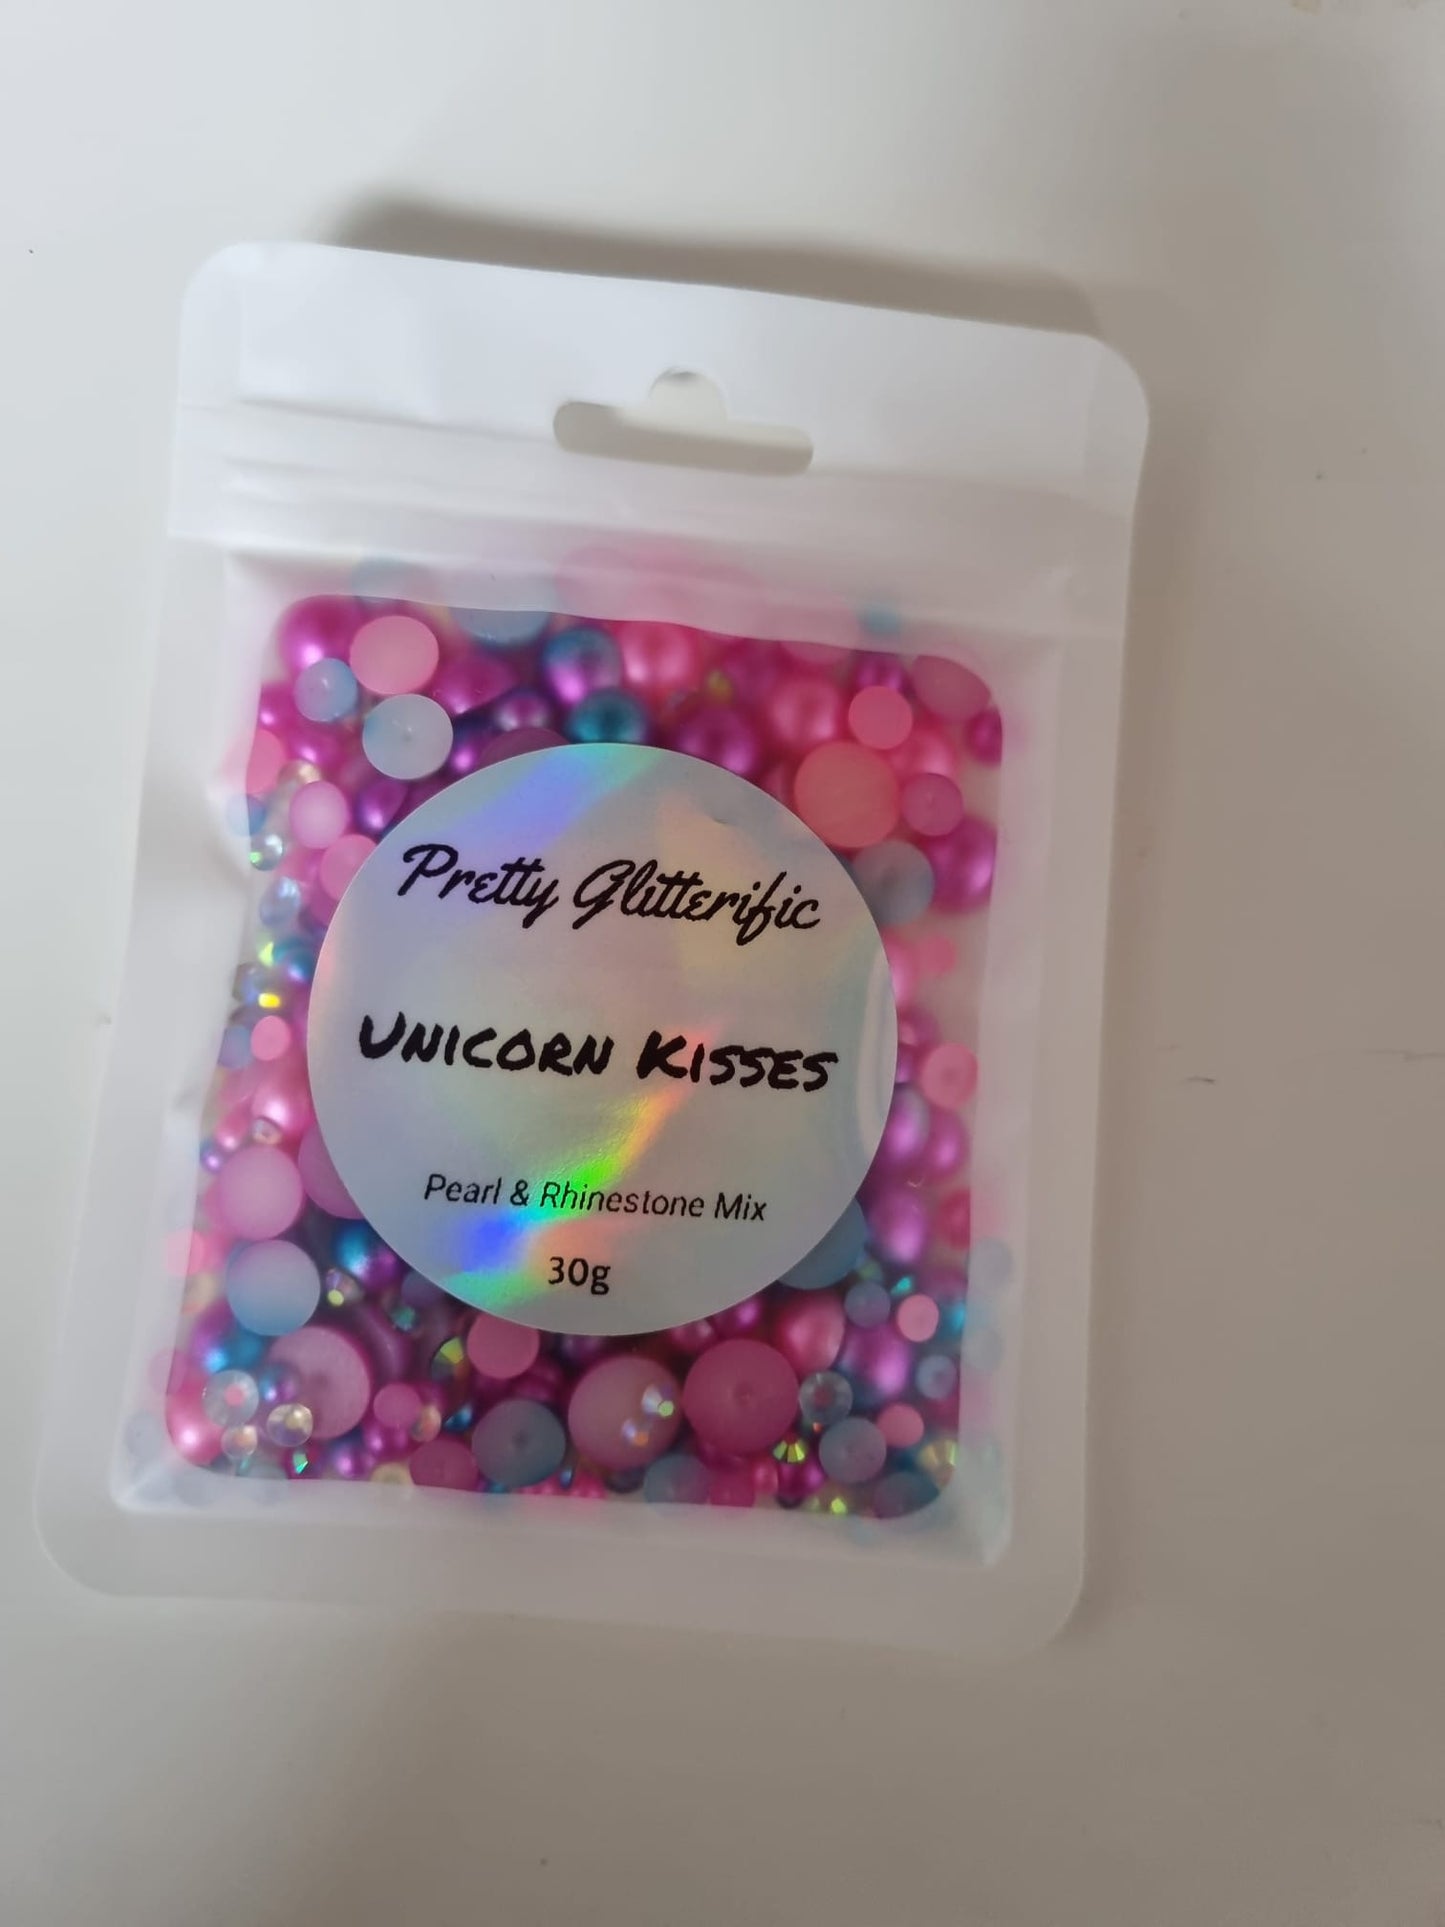 Pretty Glitterific
Unicorn Kisses
Pearl & Rhinestone Mix
30g